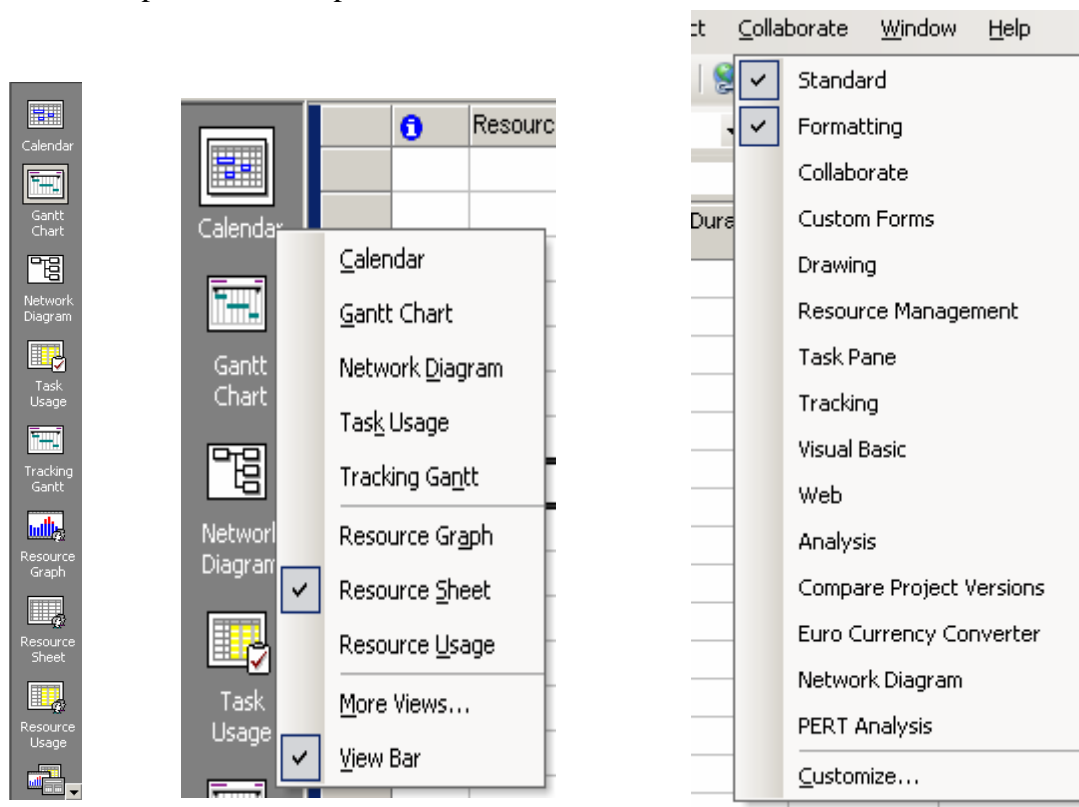 Calendar
Gantt
Chart
Network
Diagram
Task
Usage
Tracking
Gantt
Resource
Graph
Resource
Sheet
Resource
Usage
Resourc
Calendar
Gantt
Chart
Network
Diagram
Task
Usage
Calendar
Gantt Chart
Network Diagram
Task Usage
Tracking Gantt
Resource Graph
Resource Sheet
Resource Usage
More Views...
View Bar
ct Collaborate Window Help
Dura
Standard
Formatting
Collaborate
Custom Forms
Drawing
Resource Management
Task Pane
Tracking
Visual Basic
Web
Analysis
Compare Project Versions
Euro Currency Converter
Network Diagram
PERT Analysis
Customize...